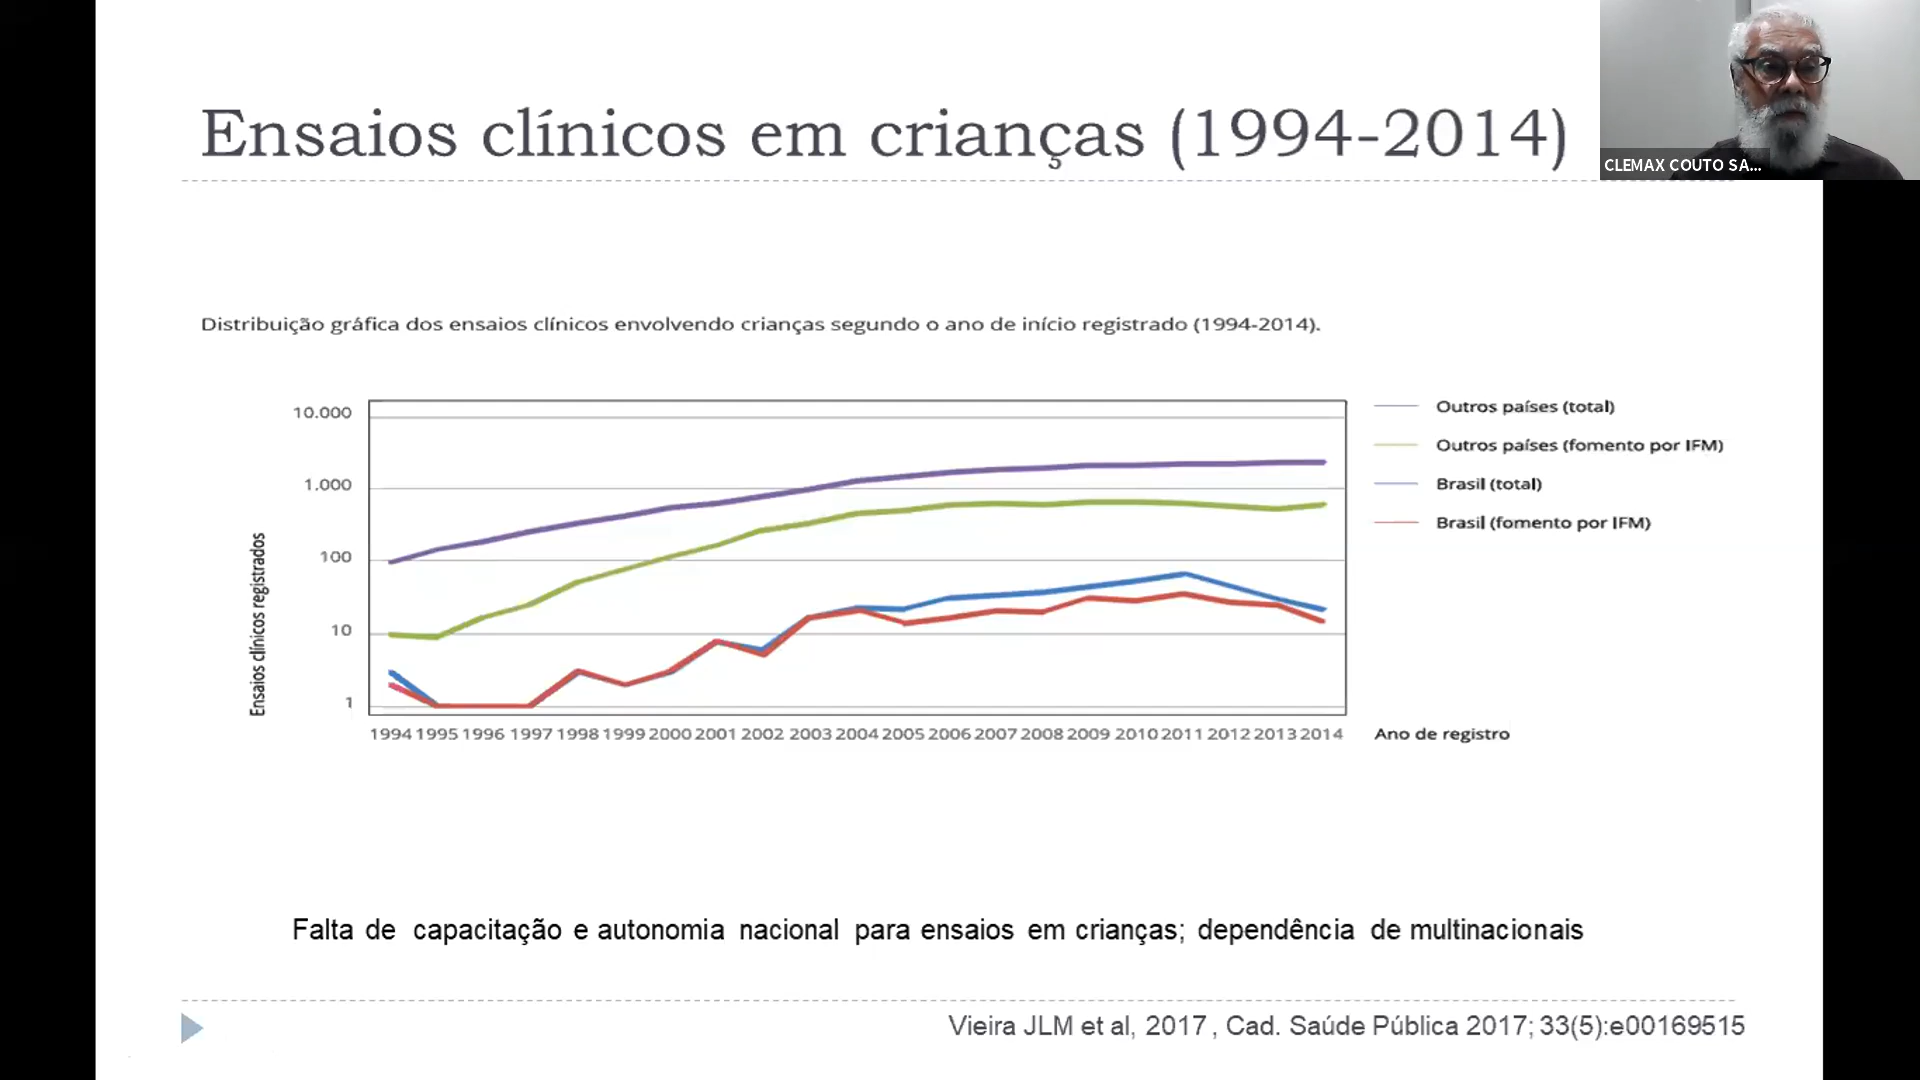 Ensaios clínicos em crianças (1994-2014)
CLEMAX COUTO SA...
Distribuição gráfica dos ensaios clínicos envolvendo crianças segundo o ano de início registrado (1994-2014).
10.000
1.000
100
10
1
Ensaios clínicos registrados
1994 1995 1996 1997 1998 1999 2000 2001 2002 2003 2004 2005 2006 2007 2008 2009 2010 2011 2012 2013 2014
Ano de registro
Outros países (total)
Outros países (fomento por IFM)
Brasil (total)
Brasil (fomento por IFM)
Falta de capacitação e autonomia nacional para ensaios em crianças; dependência de multinacionais
Vieira JLM et al, 2017, Cad. Saúde Pública 2017; 33(5):e00169515